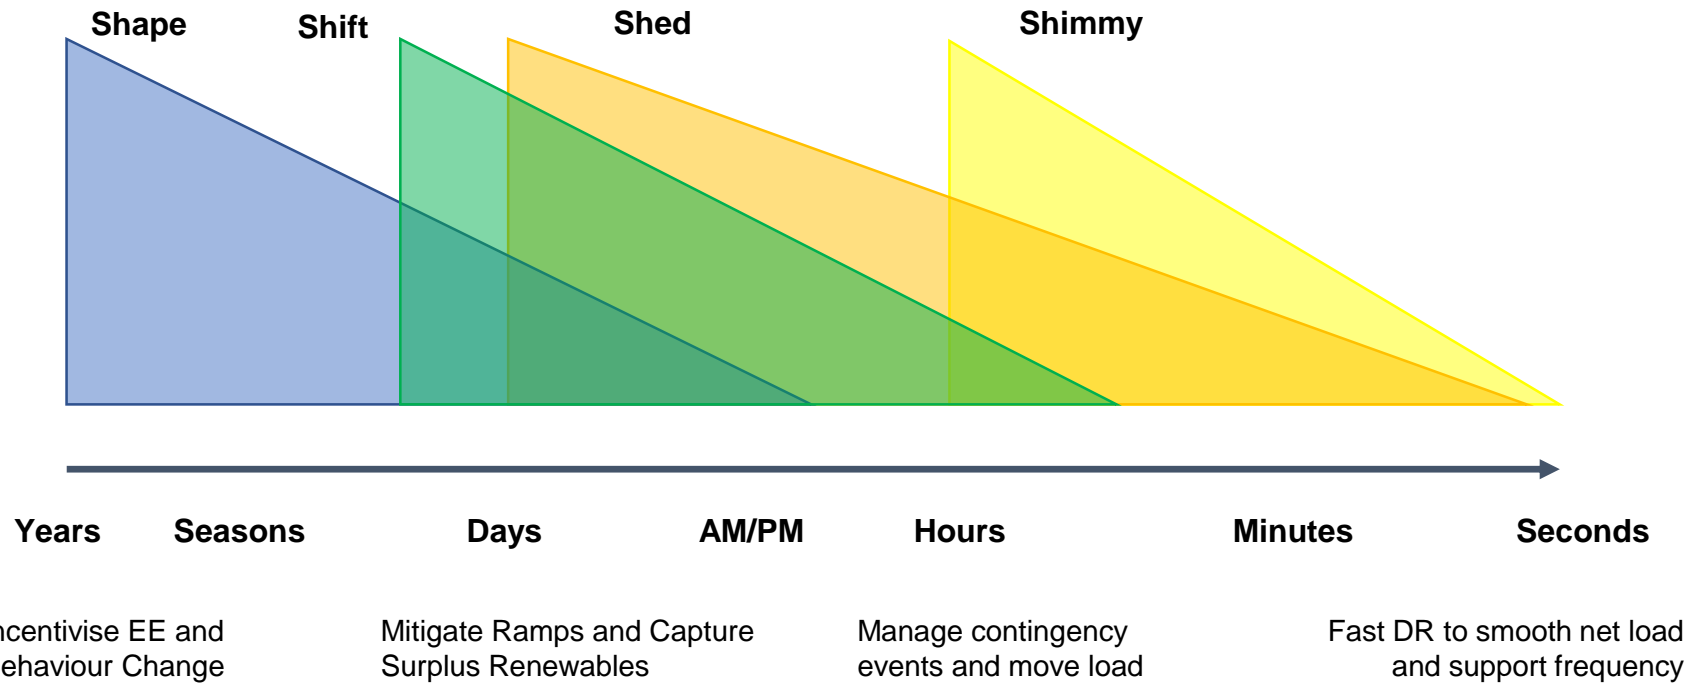 Shape
Shift
Shed
Shimmy
Years
Seasons
Days
AM/PM
Hours
Minutes
Seconds
ncentivise EE and
ehaviour Change
Mitigate Ramps and Capture
Surplus Renewables
Manage contingency
events and move load
Fast DR to smooth net load
and support frequency